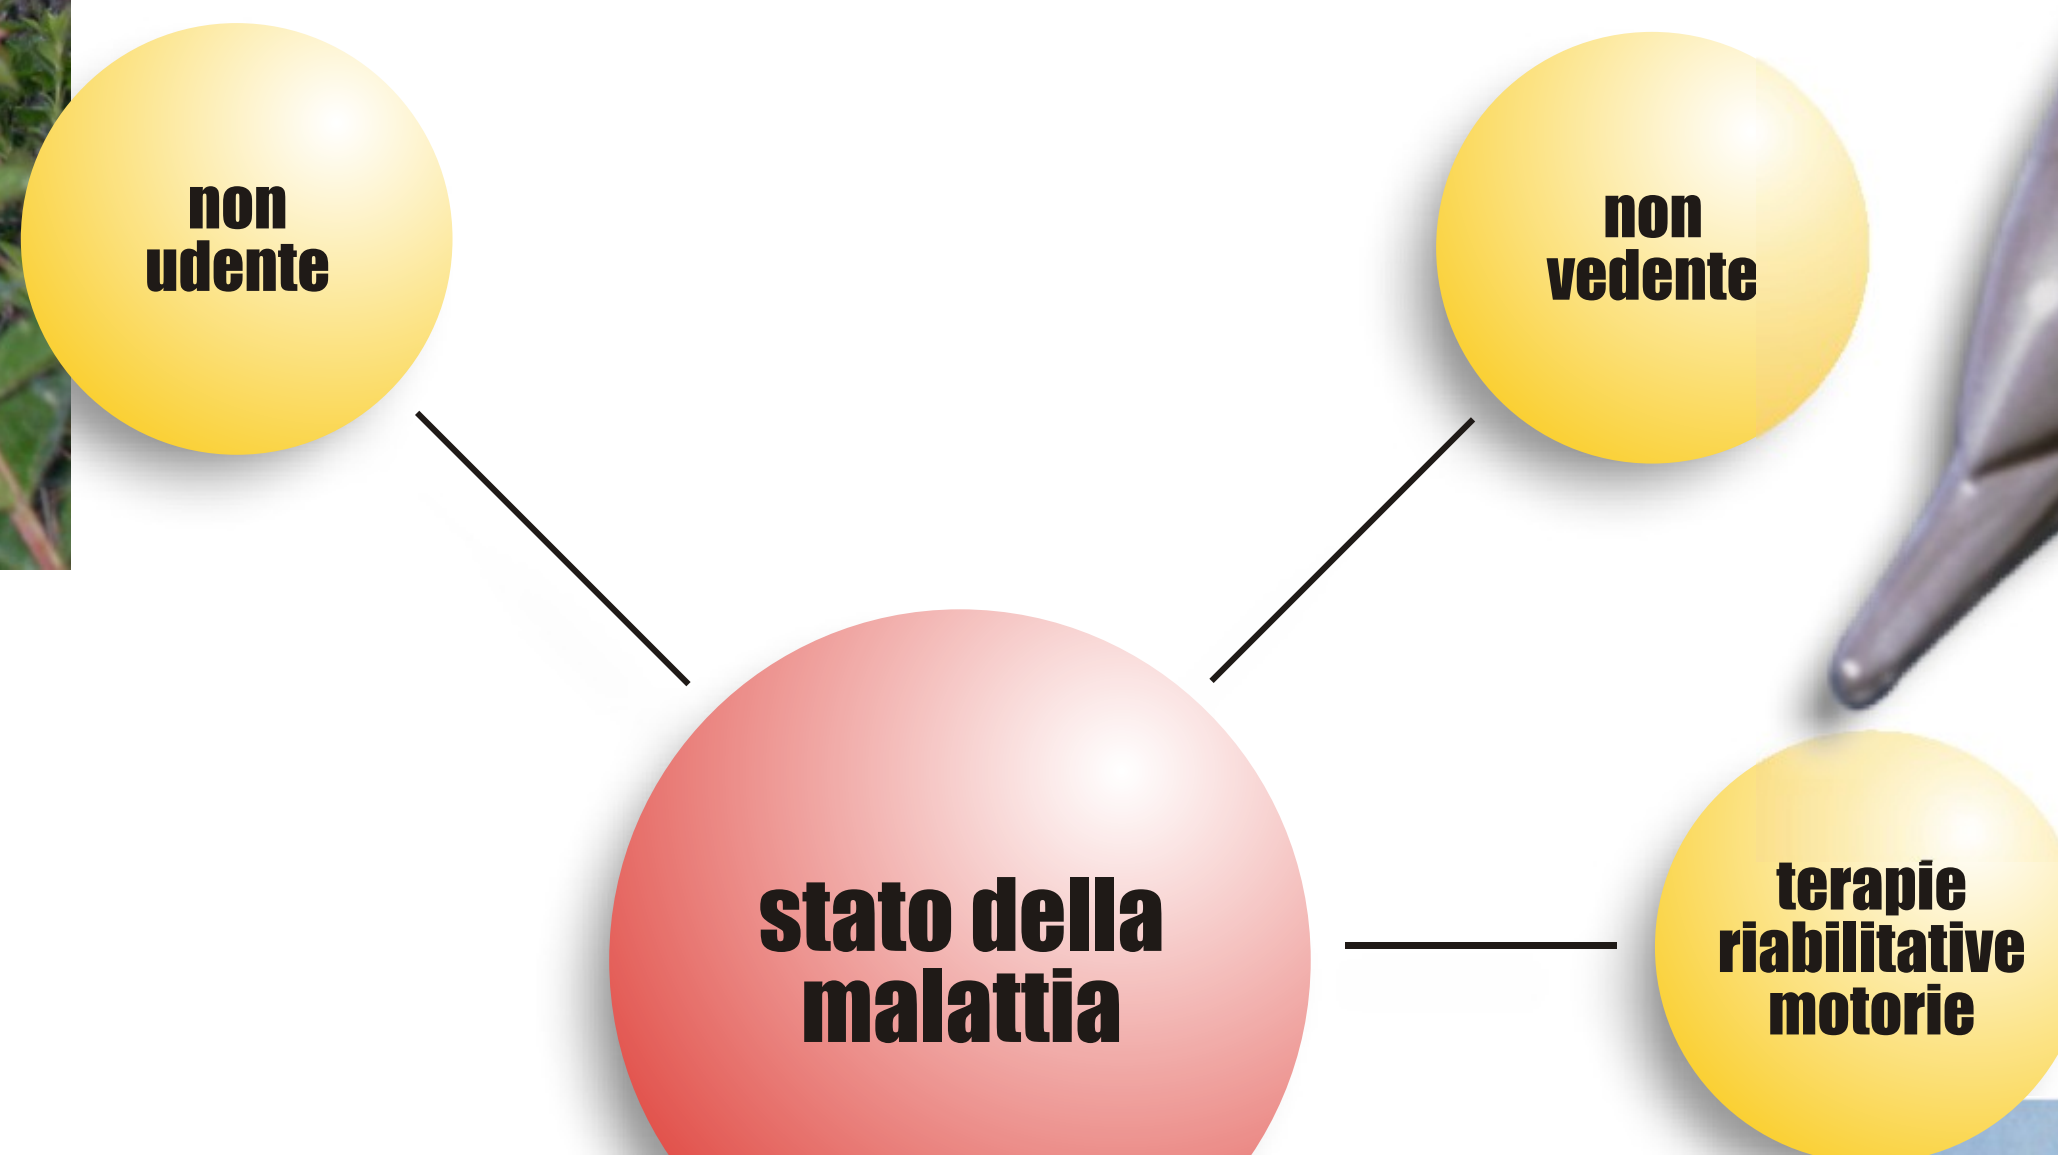 non
udente
non
vedente
stato della
malattia
terapie
riabilitative
motorie